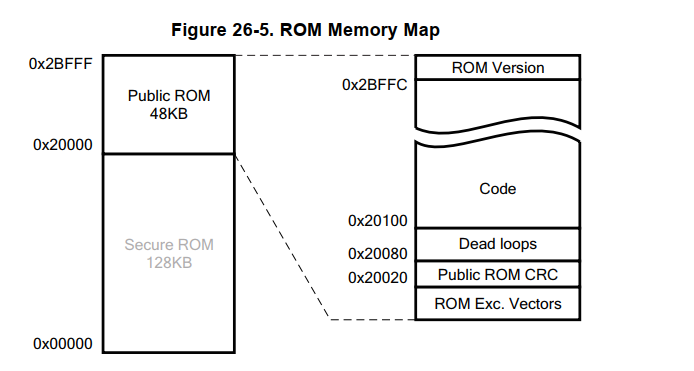 Figure 26-5. ROM Memory Map
0x2BFFF
Public ROM
48KB
0x20000
Secure ROM
128KB
0x00000
ROM Version
0x2BFFC
Code
0x20100
Dead loops
0x20080
Public ROM CRC
0x20020
ROM Exc. Vectors